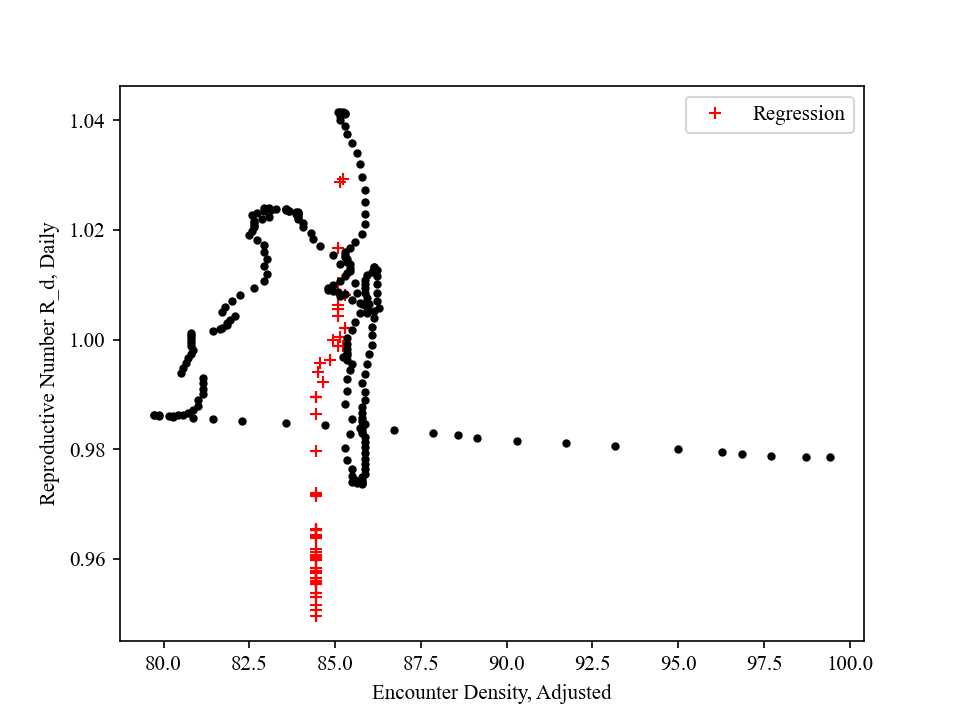 Regression
1.04
1.02
1.00
0.98
0.96
Reproductive Number R_d, Daily
80.0 82.5 85.0 87.5 90.0 92.5 95.0 97.5 100.0
Encounter Density, Adjusted